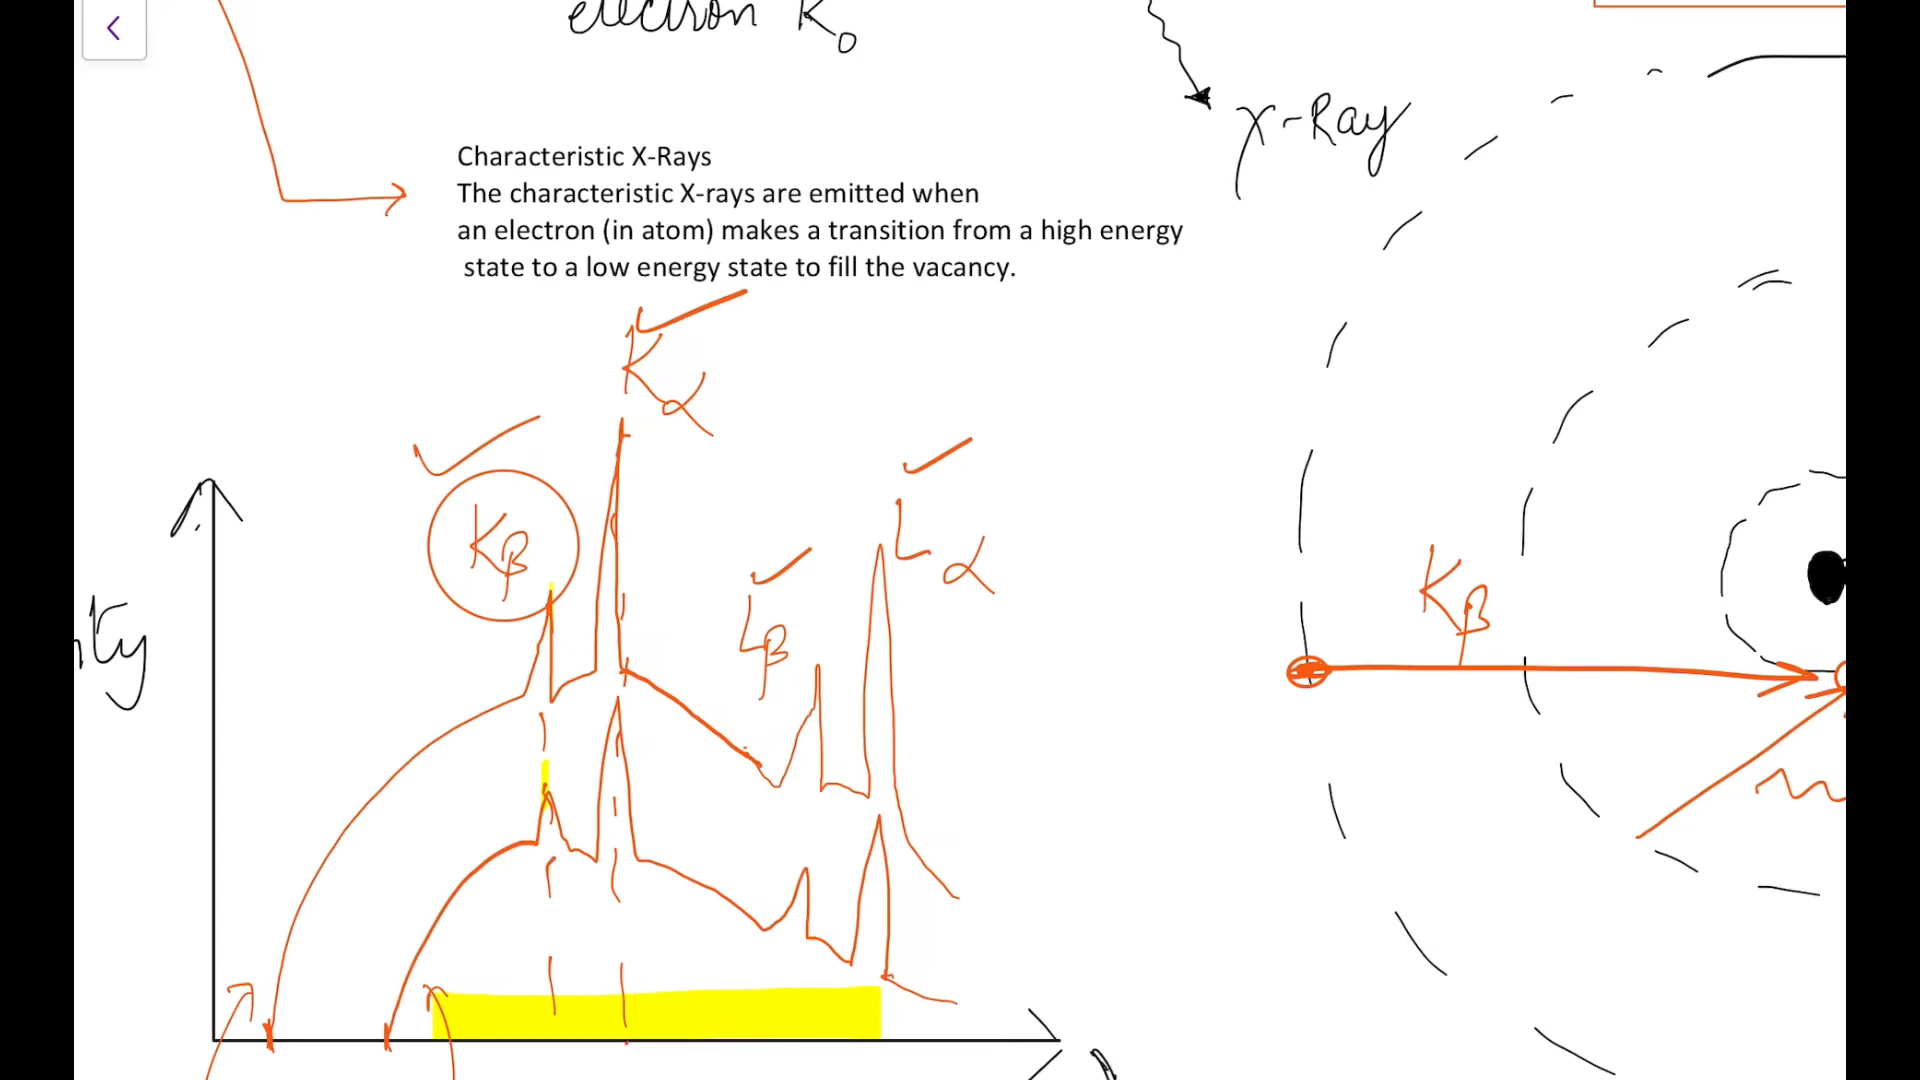 electron K₀
X-Ray
Characteristic X-Rays
The characteristic X-rays are emitted when
an electron (in atom) makes a transition from a high energy
state to a low energy state to fill the vacancy.
Kα
Kβ
Lα
Lβ
Kβ